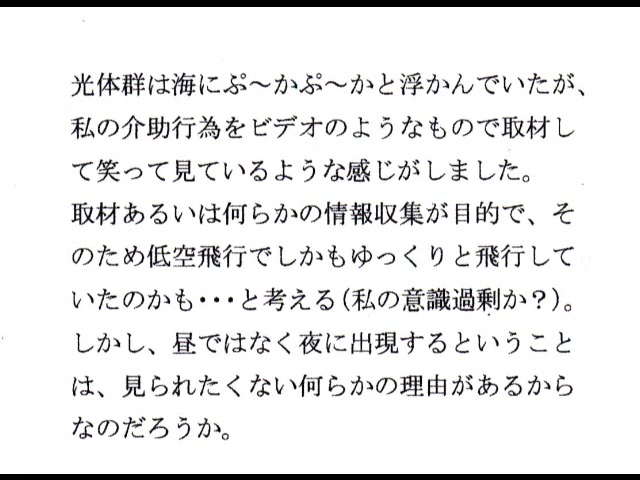 光体群は海にぷ～かぷ～かと浮かんでいたが、
私の介助行為をビデオのようなもので取材し
て笑って見ているような感じがしました。
取材あるいは何らかの情報収集が目的で、そ
のため低空飛行でしかもゆっくりと飛行して
いたのかも・・・と考える(私の意識過剰か？)。
しかし、昼ではなく夜に出現するということ
は、見られたくない何らかの理由があるから
なのだろうか。